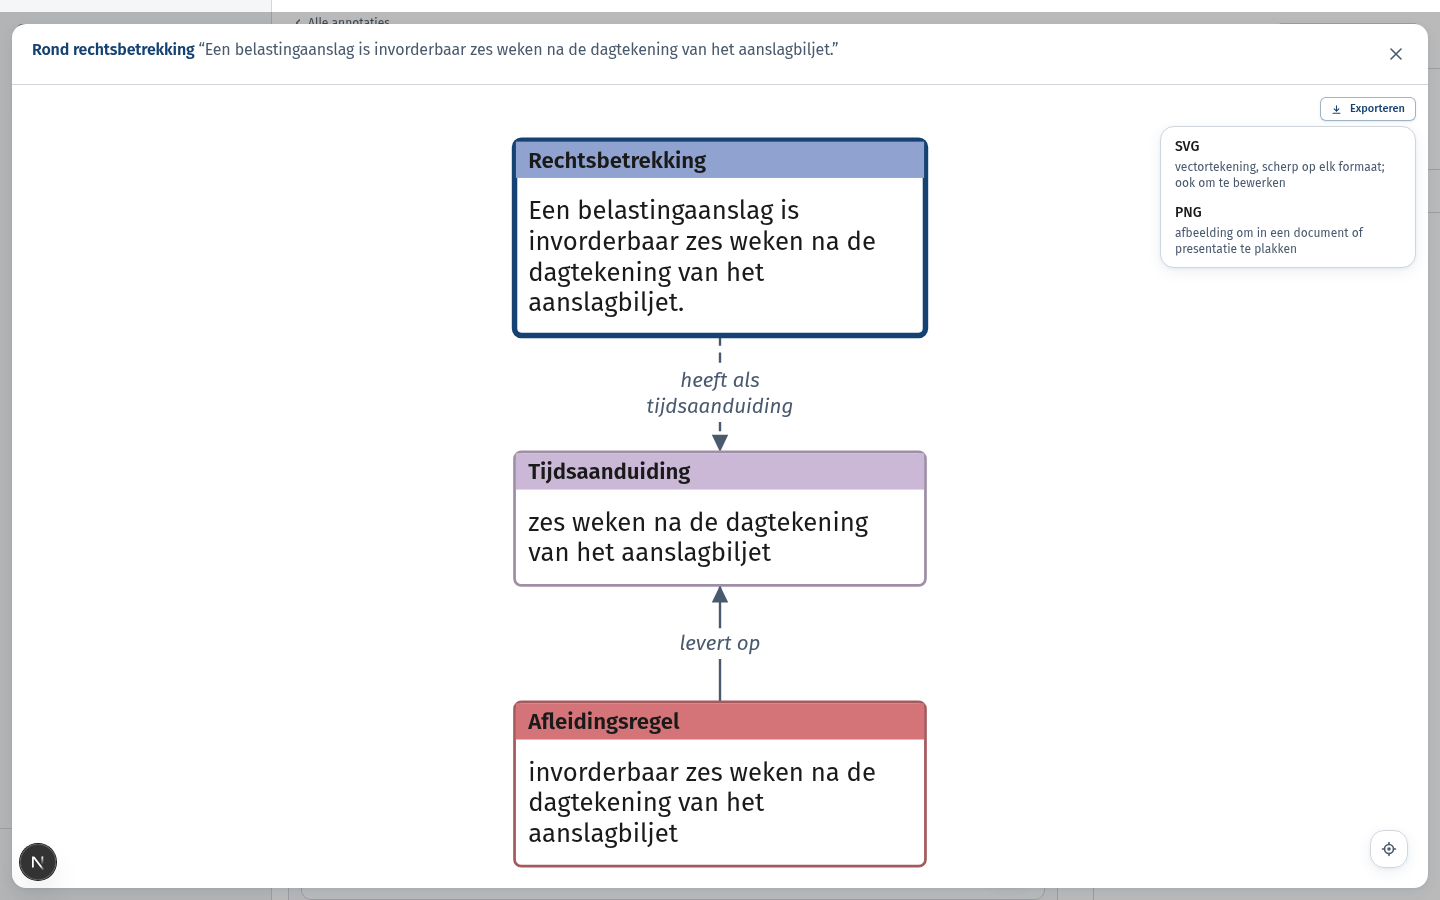 Alle annotaties
Rond rechtsbetrekking “Een belastingaanslag is invorderbaar zes weken na de dagtekening van het aanslagbiljet.”
Exporteren
SVG
vectortekening, scherp op elk formaat;
ook om te bewerken
PNG
afbeelding om in een document of
presentatie te plakken
Rechtsbetrekking
Een belastingaanslag is
invorderbaar zes weken na de
dagtekening van het
aanslagbiljet.
heeft als
tijdsaanduiding
Tijdsaanduiding
zes weken na de dagtekening
van het aanslagbiljet
levert op
Afleidingsregel
invorderbaar zes weken na de
dagtekening van het
aanslagbiljet
N